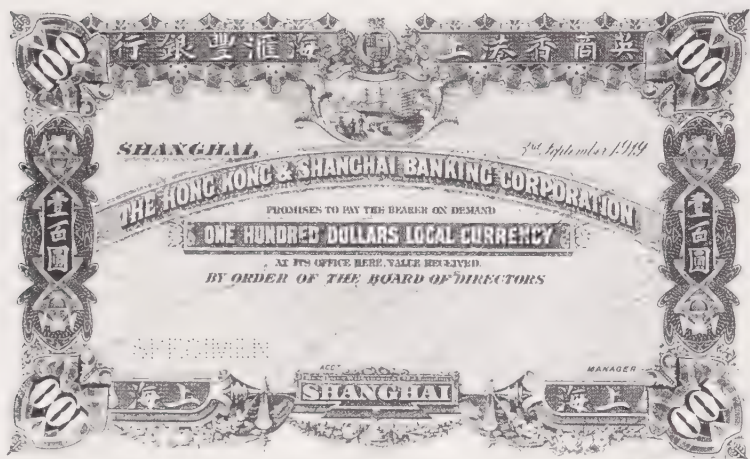 100 行銀豐滙海上港香商英 100
SHANGHAI, 3rd September 1919
THE HONG KONG & SHANGHAI BANKING CORPORATION
PROMISES TO PAY THE BEARER ON DEMAND
壹百圓 ONE HUNDRED DOLLARS LOCAL CURRENCY 壹百圓
AT ITS OFFICE HERE, VALUE RECEIVED.
BY ORDER OF THE BOARD OF DIRECTORS
SPECIMEN
ACCT MANAGER
100 海上 SHANGHAI 海上 100